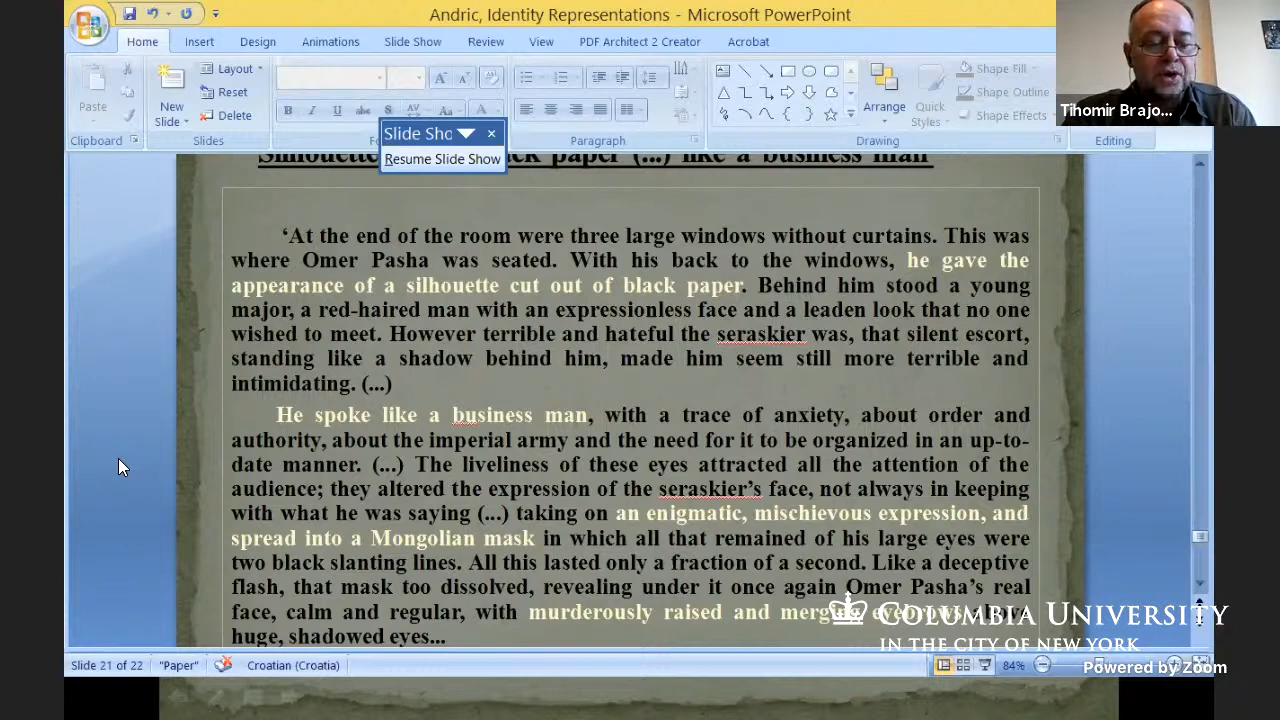 Andric, Identity Representations - Microsoft PowerPoint
Home Insert Design Animations Slide Show Review View PDF Architect 2 Creator Acrobat
Paste
New Slide
Layout
Reset
Delete
B I U abc S AV Aa A
Arrange
Quick Styles
Shape Fill
Shape Outline
Shape Effects
Clipboard Slides Paragraph Drawing Editing
Slide Sho
Resume Slide Show
Tihomir Brajo...
Silhouette paper (...) like a business man
‘At the end of the room were three large windows without curtains. This was
where Omer Pasha was seated. With his back to the windows, he gave the
appearance of a silhouette cut out of black paper. Behind him stood a young
major, a red-haired man with an expressionless face and a leaden look that no one
wished to meet. However terrible and hateful the seraskier was, that silent escort,
standing like a shadow behind him, made him seem still more terrible and
intimidating. (...)
He spoke like a business man, with a trace of anxiety, about order and
authority, about the imperial army and the need for it to be organized in an up-to-
date manner. (...) The liveliness of these eyes attracted all the attention of the
audience; they altered the expression of the seraskier’s face, not always in keeping
with what he was saying (...) taking on an enigmatic, mischievous expression, and
spread into a Mongolian mask in which all that remained of his large eyes were
two black slanting lines. All this lasted only a fraction of a second. Like a deceptive
flash, that mask too dissolved, revealing under it once again Omer Pasha’s real
face, calm and regular, with murderously raised and merging
huge, shadowed eyes...
COLUMBIA UNIVERSITY
IN THE CITY OF NEW YORK
Powered by Zoom
Slide 21 of 22 "Paper" Croatian (Croatia) 84%